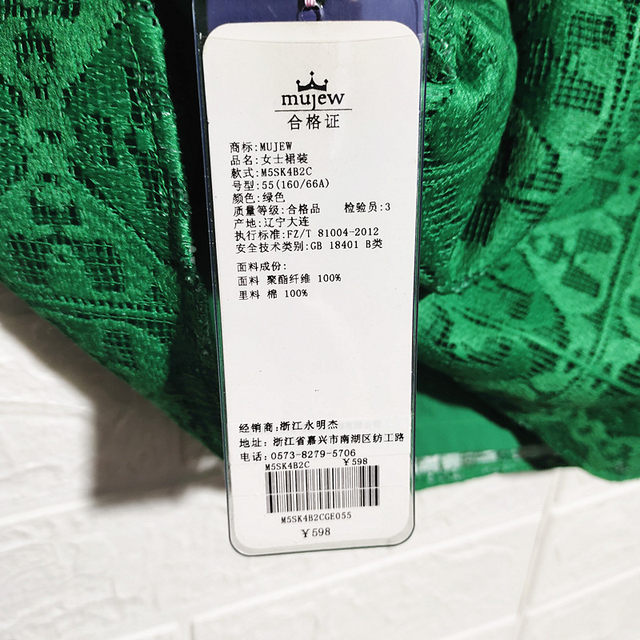 mujew
合格证
商标:MUJEW
品名:女士裙装
款式:M5SK4B2C
号型:55(160/66A)
颜色:绿色
质量等级:合格品 检验员:3
产地:辽宁大连
执行标准:FZ/T 81004-2012
安全技术类别:GB 18401 B类
面料成份:
面料 聚酯纤维 100%
里料 棉 100%
经销商:浙江永明杰
地址: 浙江省嘉兴市南湖区纺工路
电话: 0573-8279-5706
M5SK4B2C ￥598
M5SK4B2CGE055
￥598